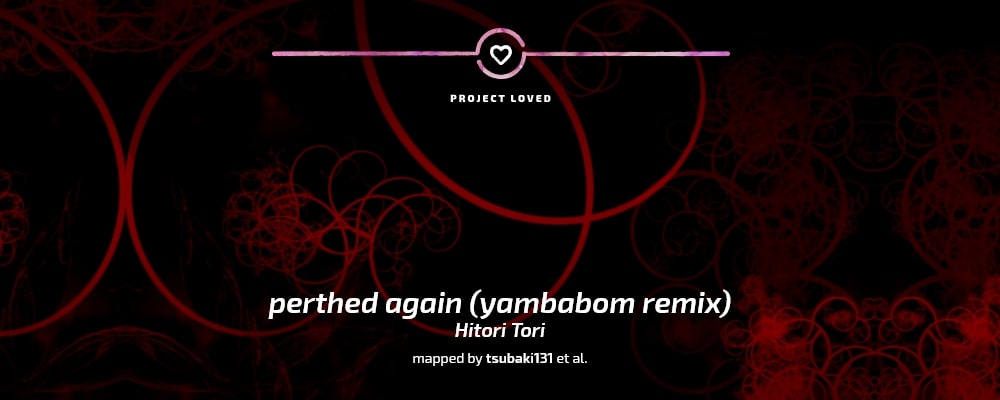 PROJECT LOVED
perthed again (yambabom remix)
Hitori Tori
mapped by tsubaki131 et al.